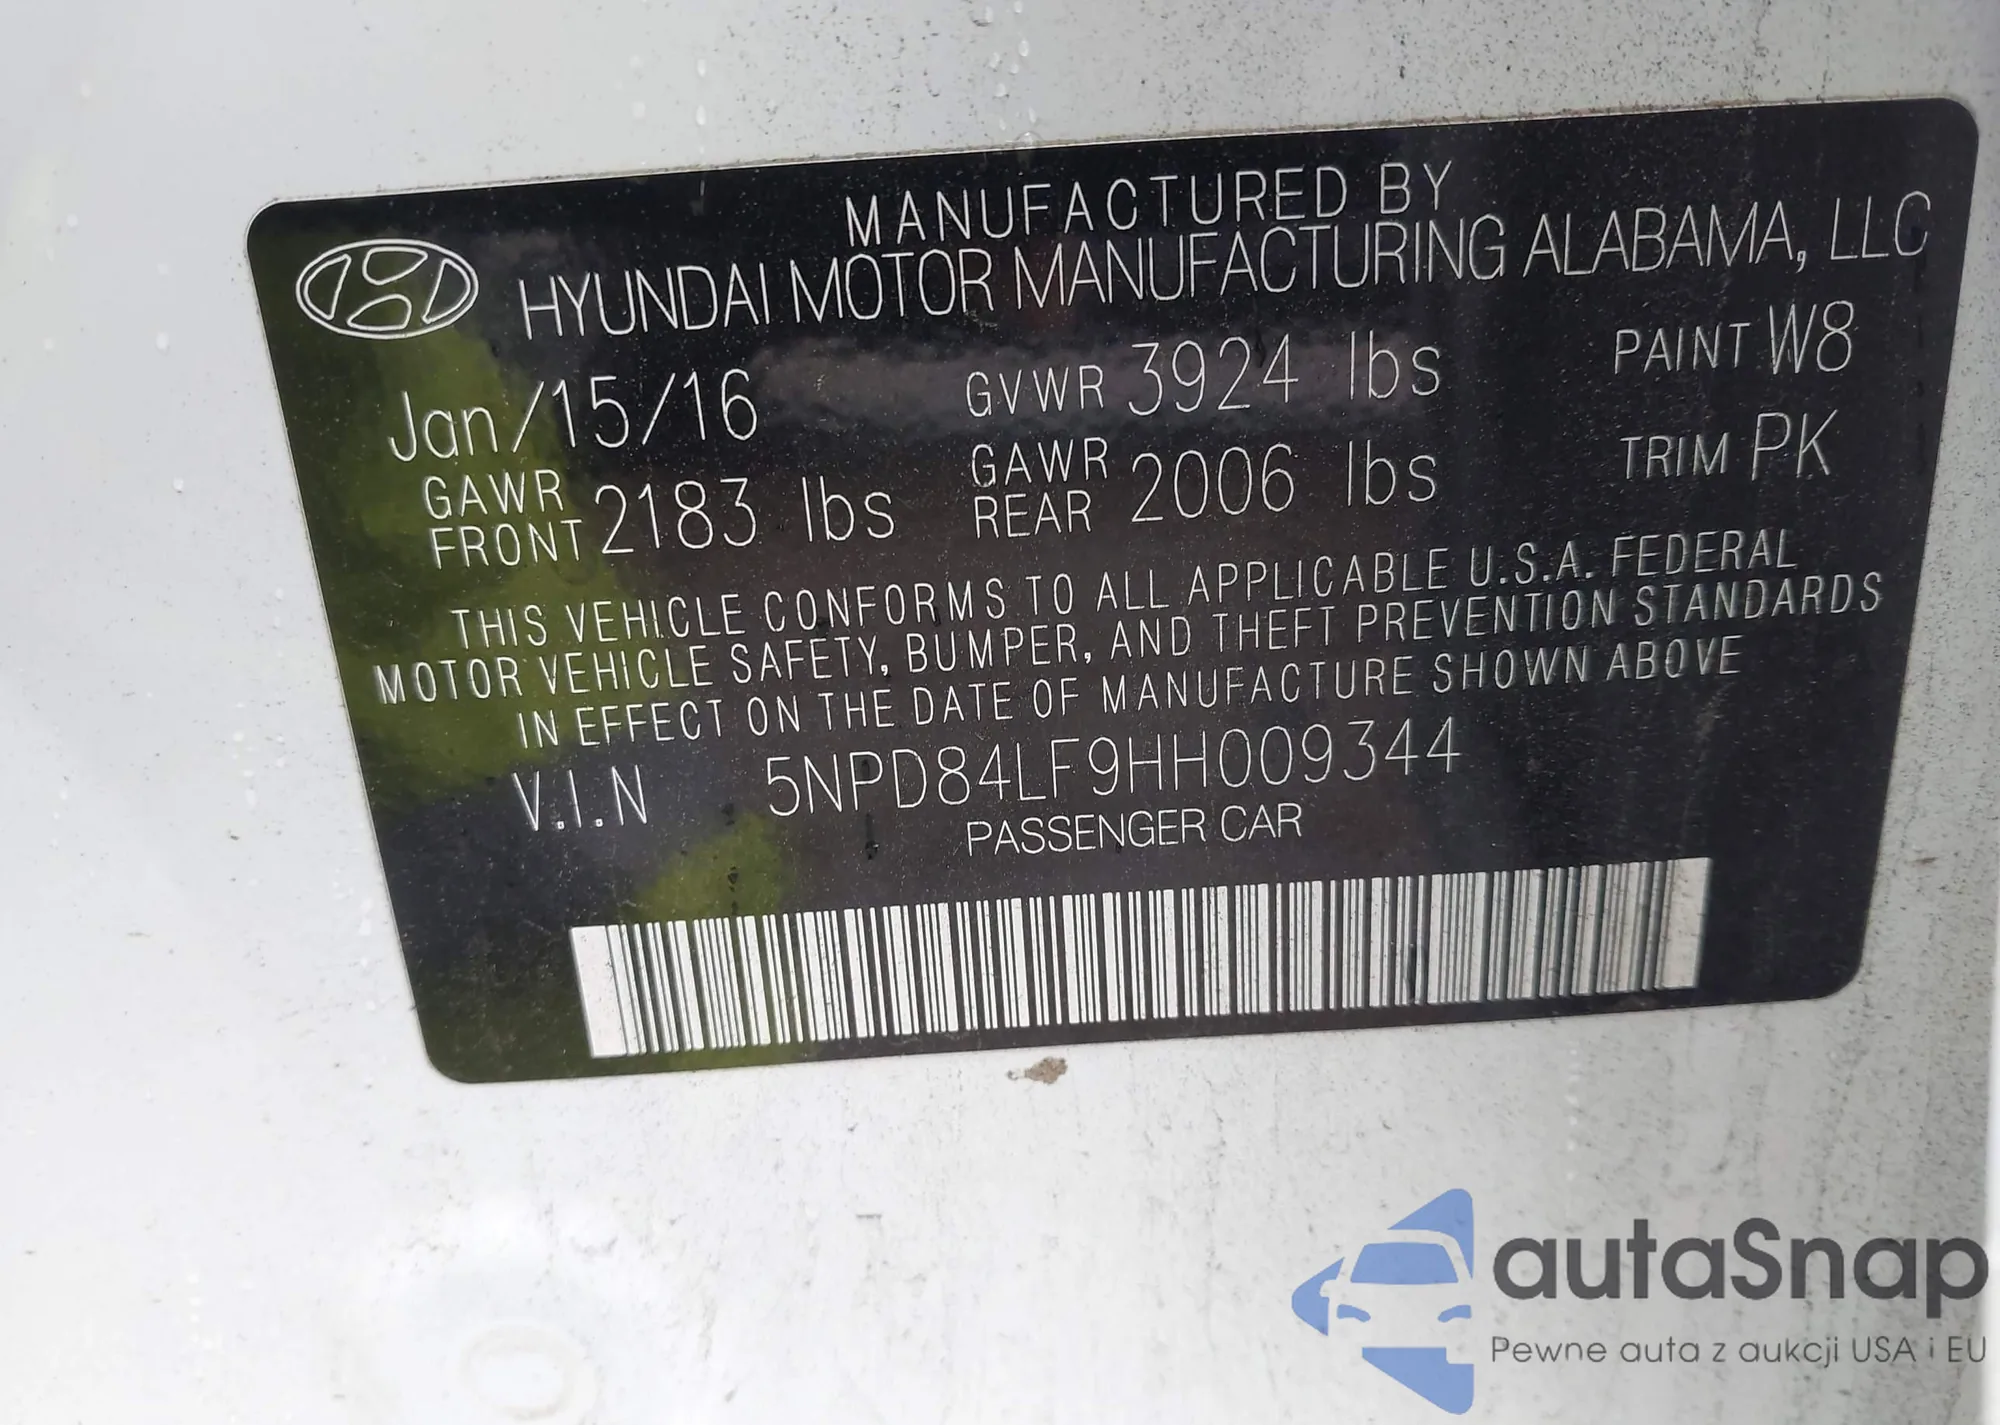 MANUFACTURED BY
HYUNDAI MOTOR MANUFACTURING ALABAMA, LLC
Jan/15/16 GVWR 3924 lbs PAINT W8
GAWR FRONT 2183 lbs GAWR REAR 2006 lbs TRIM PK
THIS VEHICLE CONFORMS TO ALL APPLICABLE U.S.A. FEDERAL
MOTOR VEHICLE SAFETY, BUMPER, AND THEFT PREVENTION STANDARDS
IN EFFECT ON THE DATE OF MANUFACTURE SHOWN ABOVE
V.I.N 5NPD84LF9HH009344
PASSENGER CAR
autaSnap
Pewne auta z aukcji USA i EU